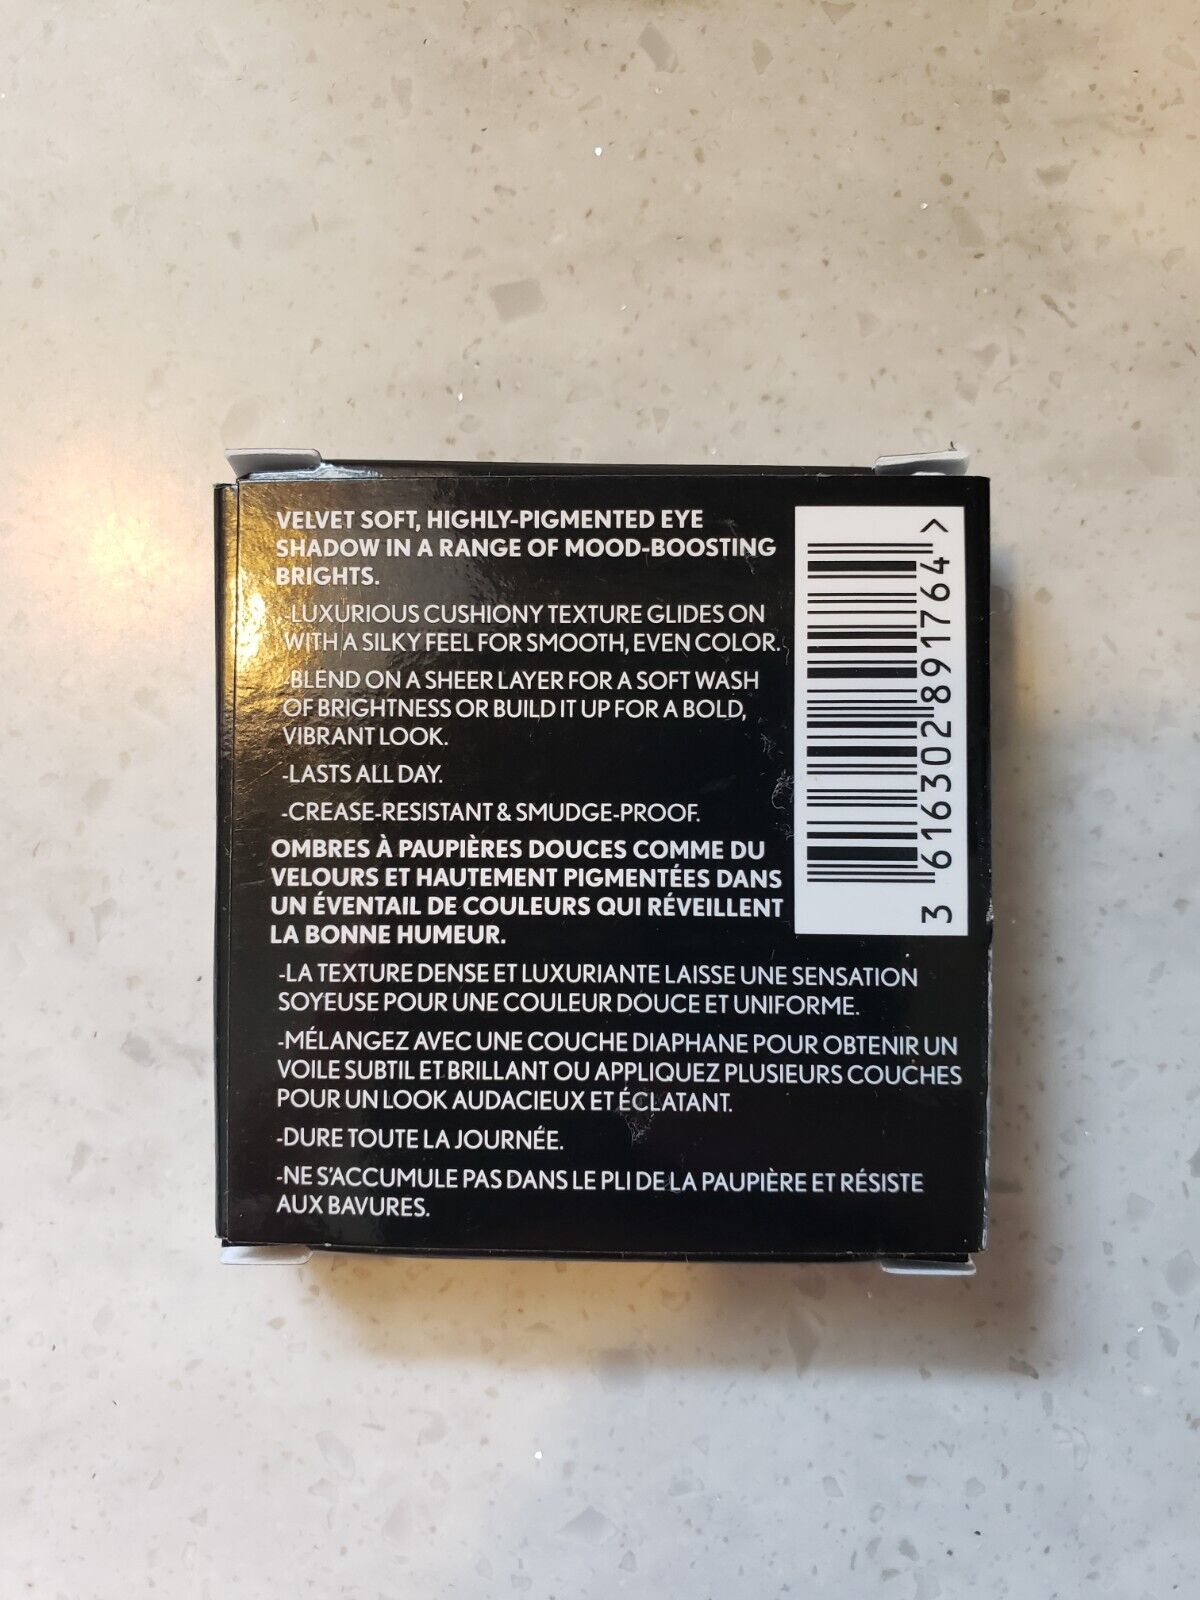 VELVET SOFT, HIGHLY-PIGMENTED EYE
SHADOW IN A RANGE OF MOOD-BOOSTING
BRIGHTS.
-LUXURIOUS CUSHIONY TEXTURE GLIDES ON
WITH A SILKY FEEL FOR SMOOTH, EVEN COLOR.
-BLEND ON A SHEER LAYER FOR A SOFT WASH
OF BRIGHTNESS OR BUILD IT UP FOR A BOLD,
VIBRANT LOOK.
-LASTS ALL DAY.
-CREASE-RESISTANT & SMUDGE-PROOF.
OMBRES À PAUPIÈRES DOUCES COMME DU
VELOURS ET HAUTEMENT PIGMENTÉES DANS
UN ÉVENTAIL DE COULEURS QUI RÉVEILLENT
LA BONNE HUMEUR.
-LA TEXTURE DENSE ET LUXURIANTE LAISSE UNE SENSATION
SOYEUSE POUR UNE COULEUR DOUCE ET UNIFORME.
-MÉLANGEZ AVEC UNE COUCHE DIAPHANE POUR OBTENIR UN
VOILE SUBTIL ET BRILLANT OU APPLIQUEZ PLUSIEURS COUCHES
POUR UN LOOK AUDACIEUX ET ÉCLATANT.
-DURE TOUTE LA JOURNÉE.
-NE S'ACCUMULE PAS DANS LE PLI DE LA PAUPIÈRE ET RÉSISTE
AUX BAVURES.
3 616302 891764 >